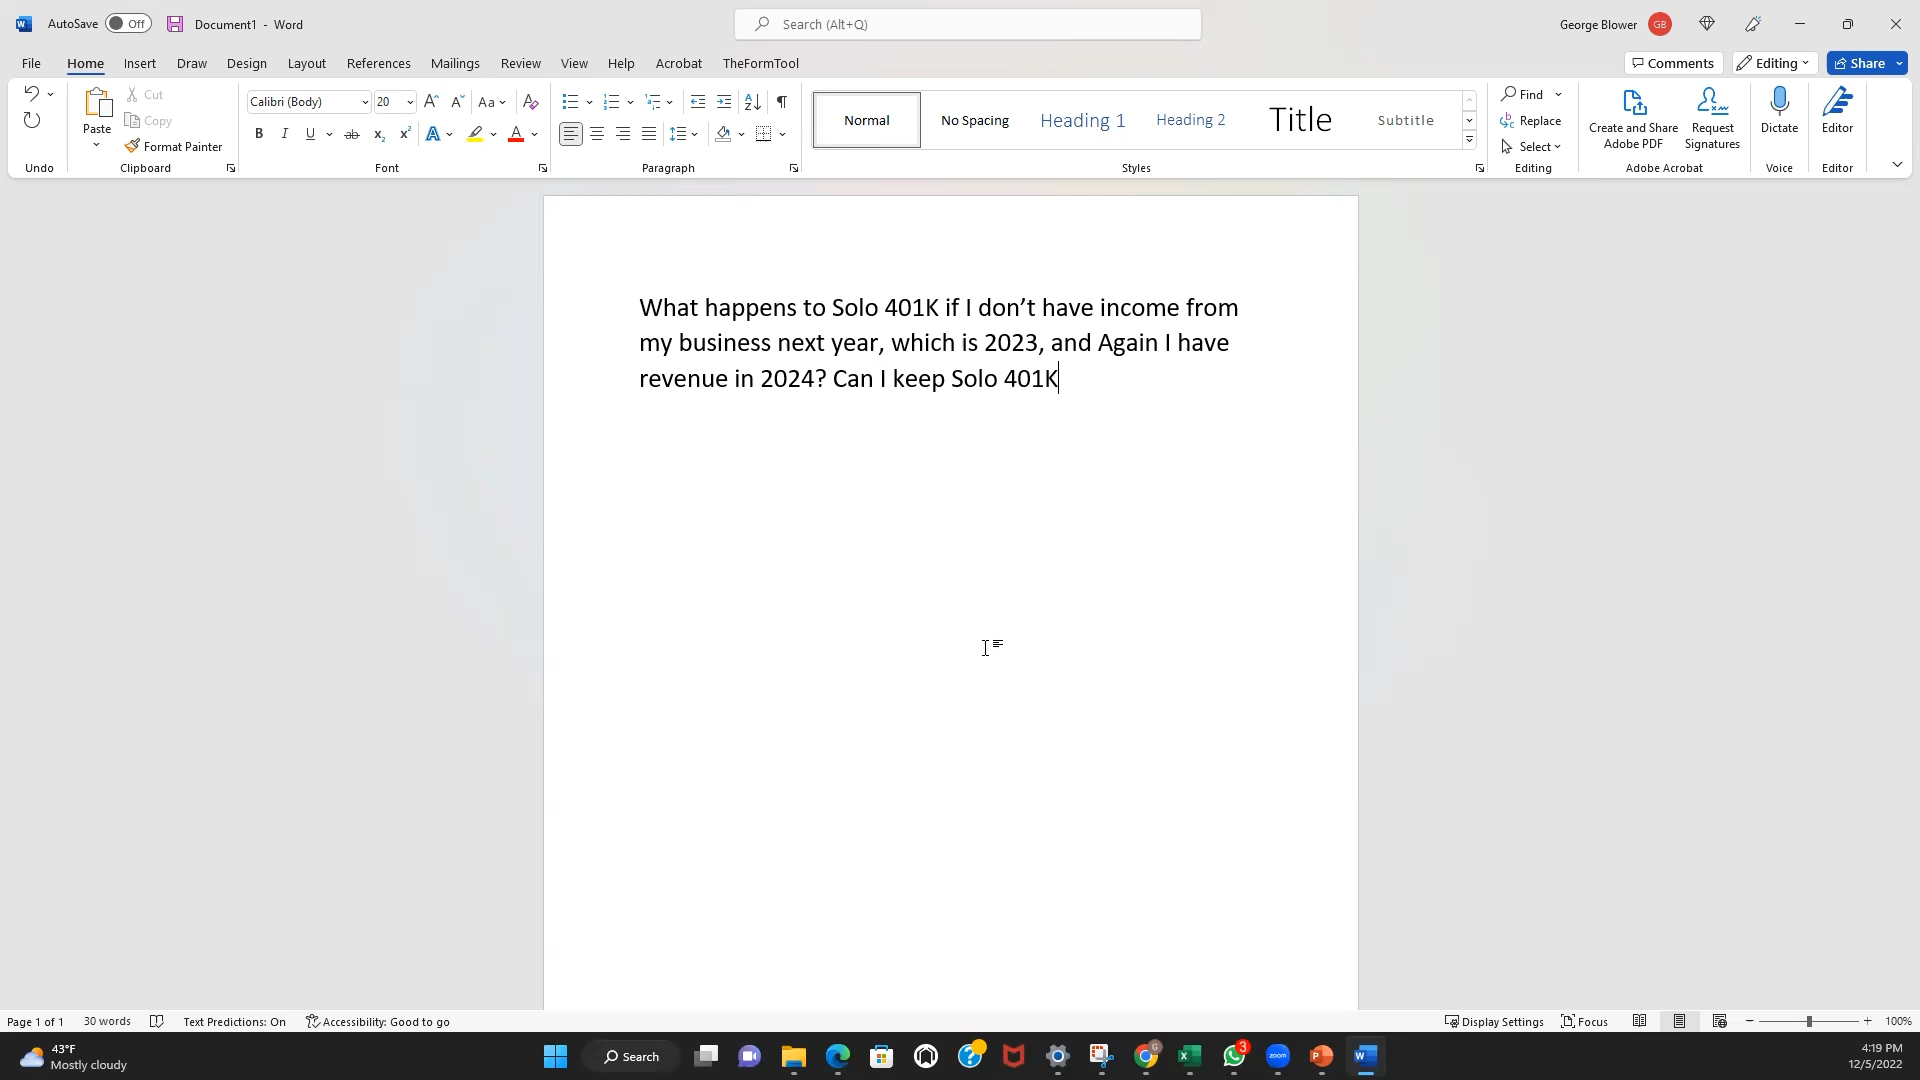 AutoSave Off Document1 - Word Search (Alt+Q) George Blower GB
File Home Insert Draw Design Layout References Mailings Review View Help Acrobat TheFormTool Comments Editing Share
Cut
Copy
Format Painter
Paste
Calibri (Body) 20 Aa
B I U ab x₂ x² A A
Normal No Spacing Heading 1 Heading 2 Title Subtitle
Find
Replace
Select
Create and Share Adobe PDF
Request Signatures
Dictate
Editor
Undo Clipboard Font Paragraph Styles Editing Adobe Acrobat Voice Editor
What happens to Solo 401K if I don’t have income from
my business next year, which is 2023, and Again I have
revenue in 2024? Can I keep Solo 401K
Page 1 of 1 30 words Text Predictions: On Accessibility: Good to go Display Settings Focus 100%
43°F
Mostly cloudy
Search
3
zoom
4:19 PM
12/5/2022